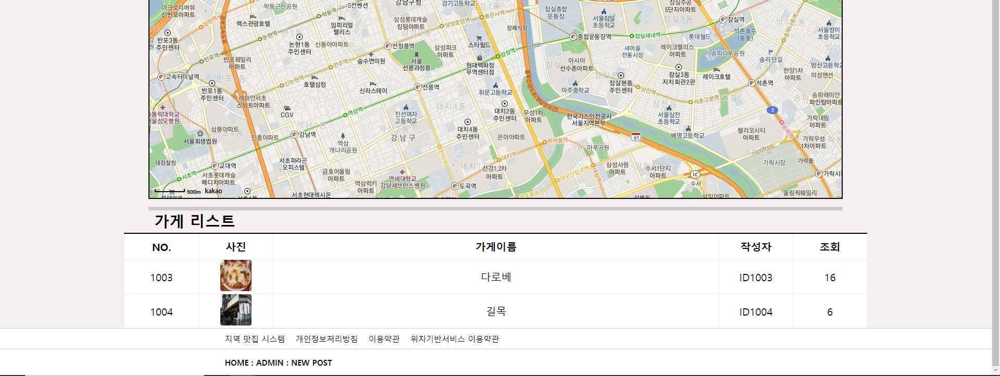 아크로리버뷰
신반포아파트
학동근린공원
S컨벤션
강남구청
경기고등학교
잠실종합
운동장
서울잠일
초등학교
잠실주공
5단지아파트
잠실역
잠원역
렉스관광호텔
학동역
임피리얼
팰리스
삼성롯데캐슬
킹덤아파트
삼성중앙역
봉은사역
장례식장
잠실3동
서울방이
초등학교
반포3동
주민센터
논현역
논현1동
주민센터
신동아아파트
선정릉역
삼성2동
삼성파크
아파트
스타필드
종합운동장역
잠실새내역
롯데월드
석촌호수
(동호)
송파나루역
반포역
반포훼밀리
아파트
언주역
숨수면의원
서울
선릉과정릉
삼성역
삼성교
현대백화점
무역센터점
새마을
전통시장
레이크팰리스
아파트
송파나루공원
송리단길
방산고등학교
고속터미널역
반포1동
주민센터
신논현역
호텔삼정
신라스테이
선릉역
휘문고등학교
아시아
선수촌아파트
아주중학교
잠실본동
주민센터
잠실3동
자치회관2관
레이크호텔
석촌역
한양1차
아파트
미성맨션
래미안서초
스위트아파트
CGV
역삼역
진선여자
고등학교
대치4동
대치2동
주민센터
우성1차
아파트
삼전역
석촌고분역
송파래미안
파인탑아파트
서울성모병원
삼풍아파트
서울회생법원
진흥아파트
강남역
역삼1동
역삼2동
강남구
역삼
개나리공원
대치4동
주민센터
은마아파트
한국가스안전공사
서울지역본부
서울삼전
초등학교
배명고등학교
3
송파역
헬리오시티
아파트
가락대림
아파트
가락우성
1차아파트
61
대검찰청
서초역
교대역
서초롯데캐슬
메디치아파트
서초파라곤
오피스텔
금호어울림
아파트
한티역
대치역
학여울역
마루공원
대치1동
선경1,2차
아파트
대모산입구역
대청역
삼성사원
아파트
수서1단지
아파트
IC
수서
가락시장
가락몰
역삼럭키
아파트
연세대학교
강남세브란스병원
도곡역
개포동역
올림픽훼밀리
아파트
500m kakao
서초현대렉시온
가게 리스트
NO. 사진 가게이름 작성자 조회
1003 다로베 ID1003 16
1004 길목 ID1004 6
지역 맛집 시스템 개인정보처리방침 이용약관 위치기반서비스 이용약관
HOME : ADMIN : NEW POST